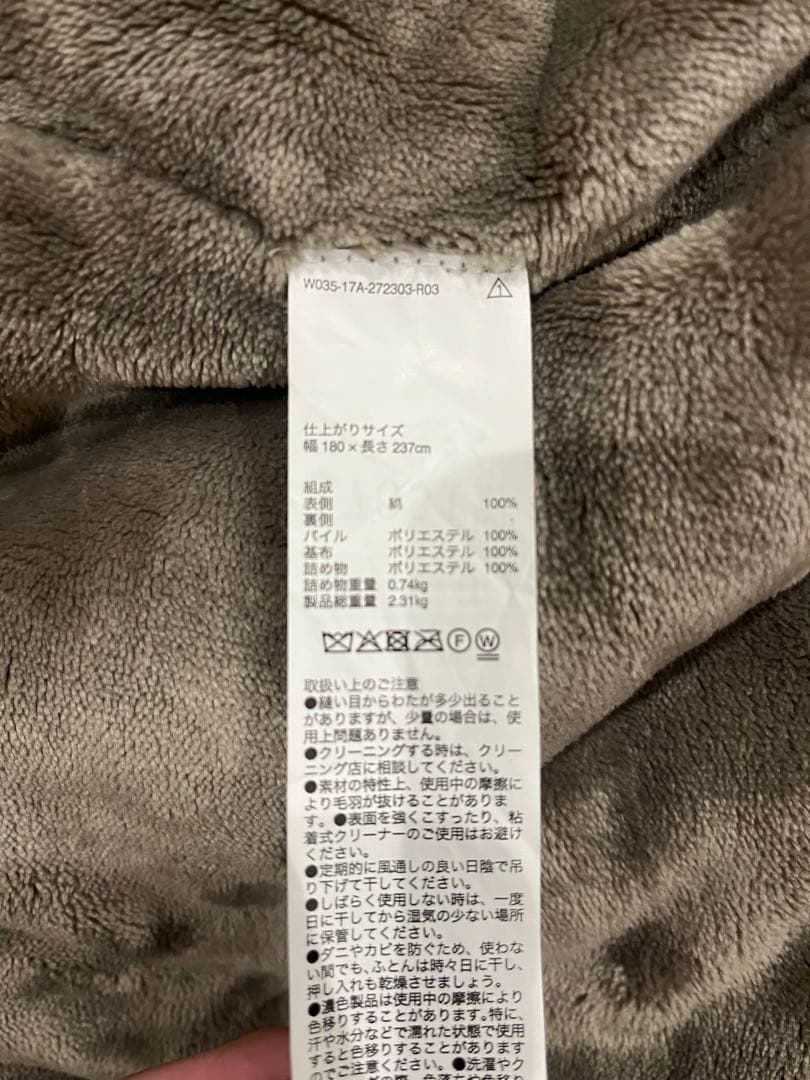 W035-17A-272303-R03
1
仕上がりサイズ
幅 180 × 長さ 237cm
組成
表側 綿 100%
裏側
パイル ポリエステル 100%
基布 ポリエステル 100%
詰め物 ポリエステル 100%
詰め物重量 0.74kg
製品総重量 2.31kg
F W
取扱い上のご注意
●縫い目からわたが多少出ること
がありますが、少量の場合は、使
用上問題ありません。
●クリーニングする時は、クリー
ニング店に相談してください。
●素材の特性上、使用中の摩擦に
より毛羽が抜けることがありま
す。●表面を強くこすったり、粘
着式クリーナーのご使用はお避け
ください。
●定期的に風通しの良い日陰で吊
り下げて干してください。
●しばらく使用しない時は、一度
日に干してから湿気の少ない場所
に保管してください。
●ダニやカビを防ぐため、使わな
い間でも、ふとんは時々日に干し、
押し入れも乾燥させましょう。
●濃色製品は使用中の摩擦により
色移りすることがあります。特に、
汗や水分などで濡れた状態で使用
すると色移りすることがあります
のでご注意ください。●洗濯やク